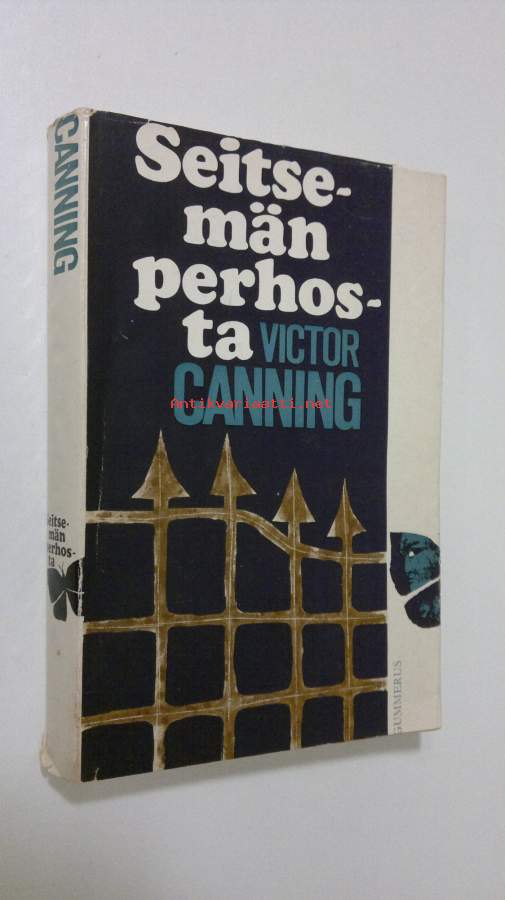 Seitse-
män
perhos-
ta VICTOR
CANNING
Antikvariaatti.net
GUMMERUS
CANNING
Seitse-
män
perhos-
ta